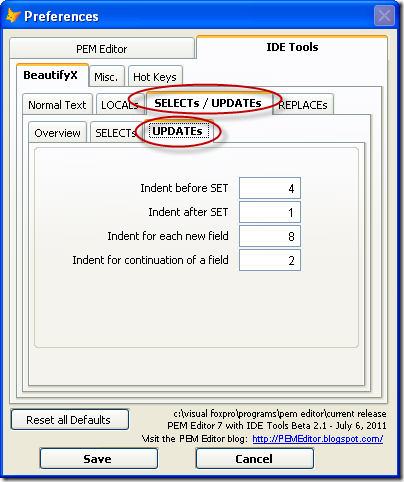 Preferences
PEM Editor IDE Tools
BeautifyX Misc. Hot Keys
Normal Text LOCALs SELECTs / UPDATEs REPLACEs
Overview SELECTs UPDATEs
Indent before SET 4
Indent after SET 1
Indent for each new field 8
Indent for continuation of a field 2
c:\visual foxpro\programs\pem editor\current release
Reset all Defaults PEM Editor 7 with IDE Tools Beta 2.1 - July 6, 2011
Visit the PEM Editor blog: http://PEMEditor.blogspot.com/
Save Cancel